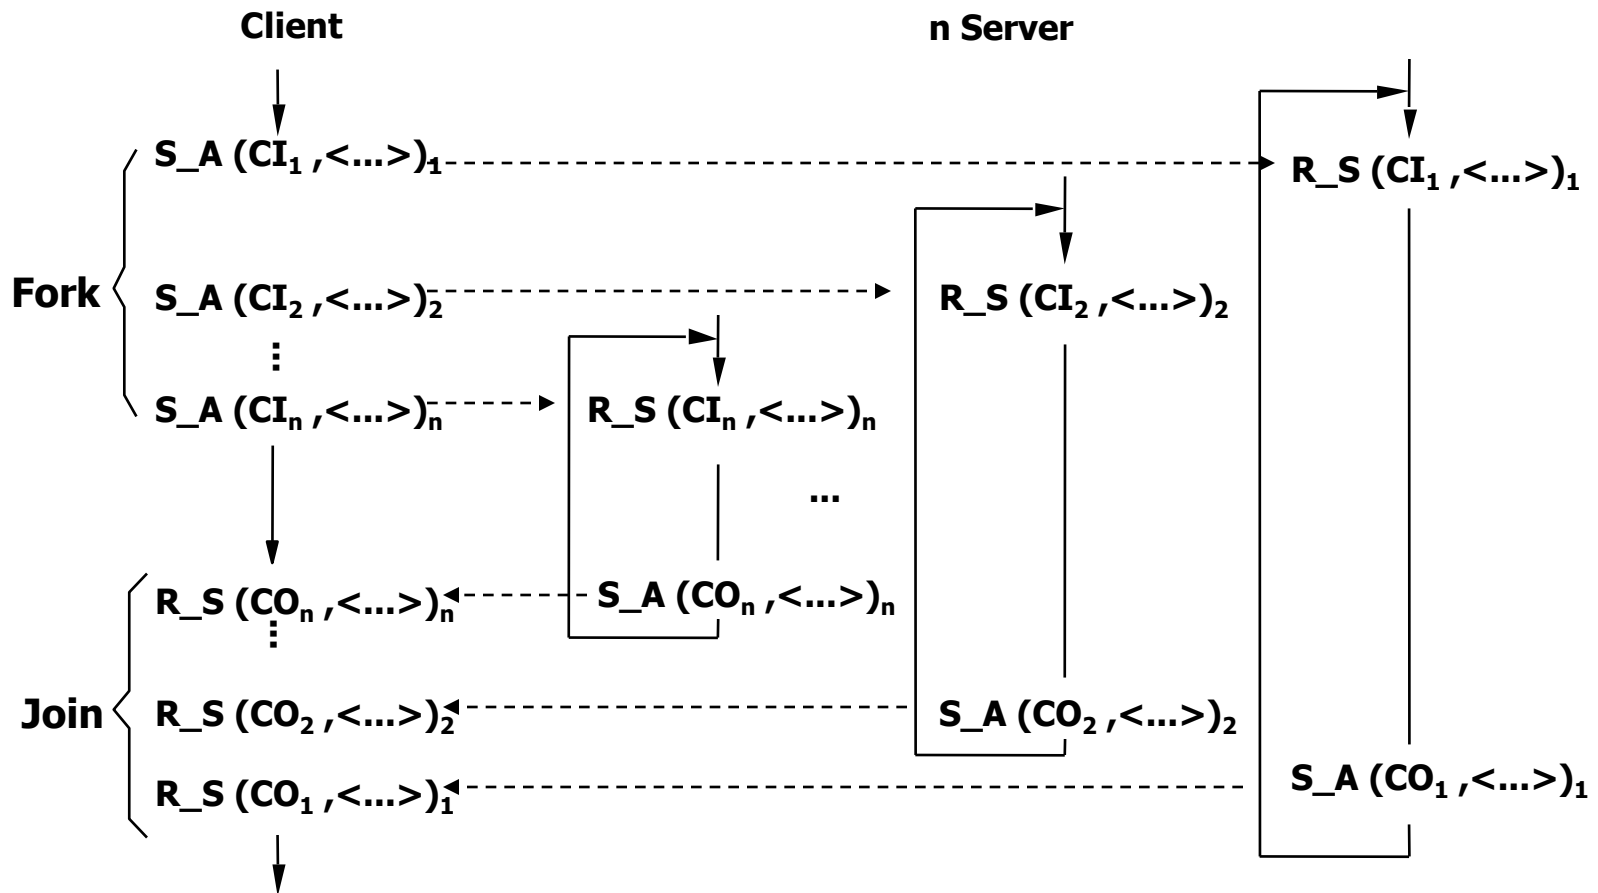 Client
n Server
S_A (CI₁ ,<...>)₁
R_S (CI₁ ,<...>)₁
Fork
S_A (CI₂ ,<...>)₂
R_S (CI₂ ,<...>)₂
⋮
S_A (CIₙ ,<...>)ₙ
R_S (CIₙ ,<...>)ₙ
...
R_S (COₙ ,<...>)ₙ
S_A (COₙ ,<...>)ₙ
⋮
Join
R_S (CO₂ ,<...>)₂
S_A (CO₂ ,<...>)₂
R_S (CO₁ ,<...>)₁
S_A (CO₁ ,<...>)₁